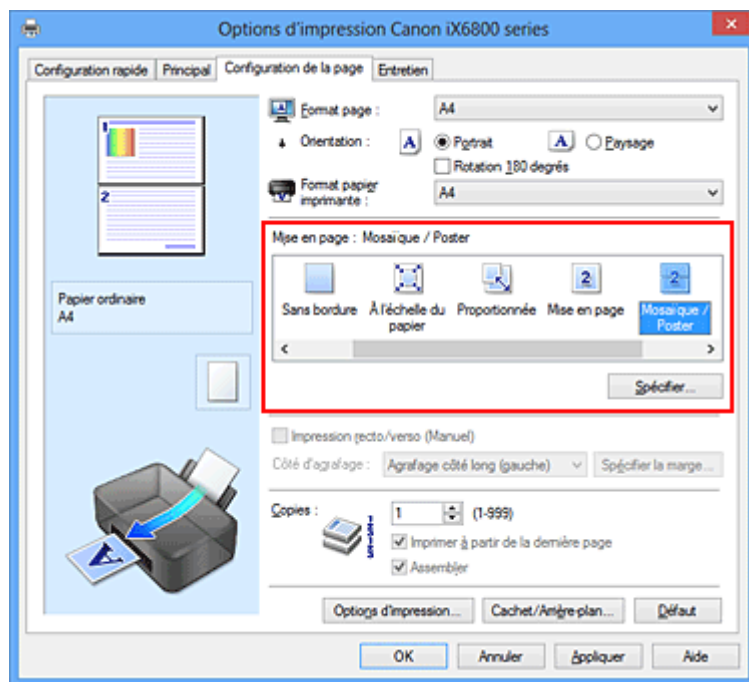 Options d'impression Canon iX6800 series
Configuration rapide
Principal
Configuration de la page
Entretien
1
2
Papier ordinaire
A4
Format page :
A4
Orientation :
A
Portrait
A
Paysage
Rotation 180 degrés
Format papier
imprimante :
A4
Mise en page : Mosaïque / Poster
Sans bordure
À l'échelle du
papier
Proportionnée
2
Mise en page
2
Mosaïque /
Poster
Spécifier...
Impression recto/verso (Manuel)
Côté d'agrafage :
Agrafage côté long (gauche)
Spécifier la marge...
Copies :
1
(1-999)
Imprimer à partir de la dernière page
Assembler
A
Options d'impression...
Cachet/Arrière-plan...
Défaut
OK
Annuler
Appliquer
Aide